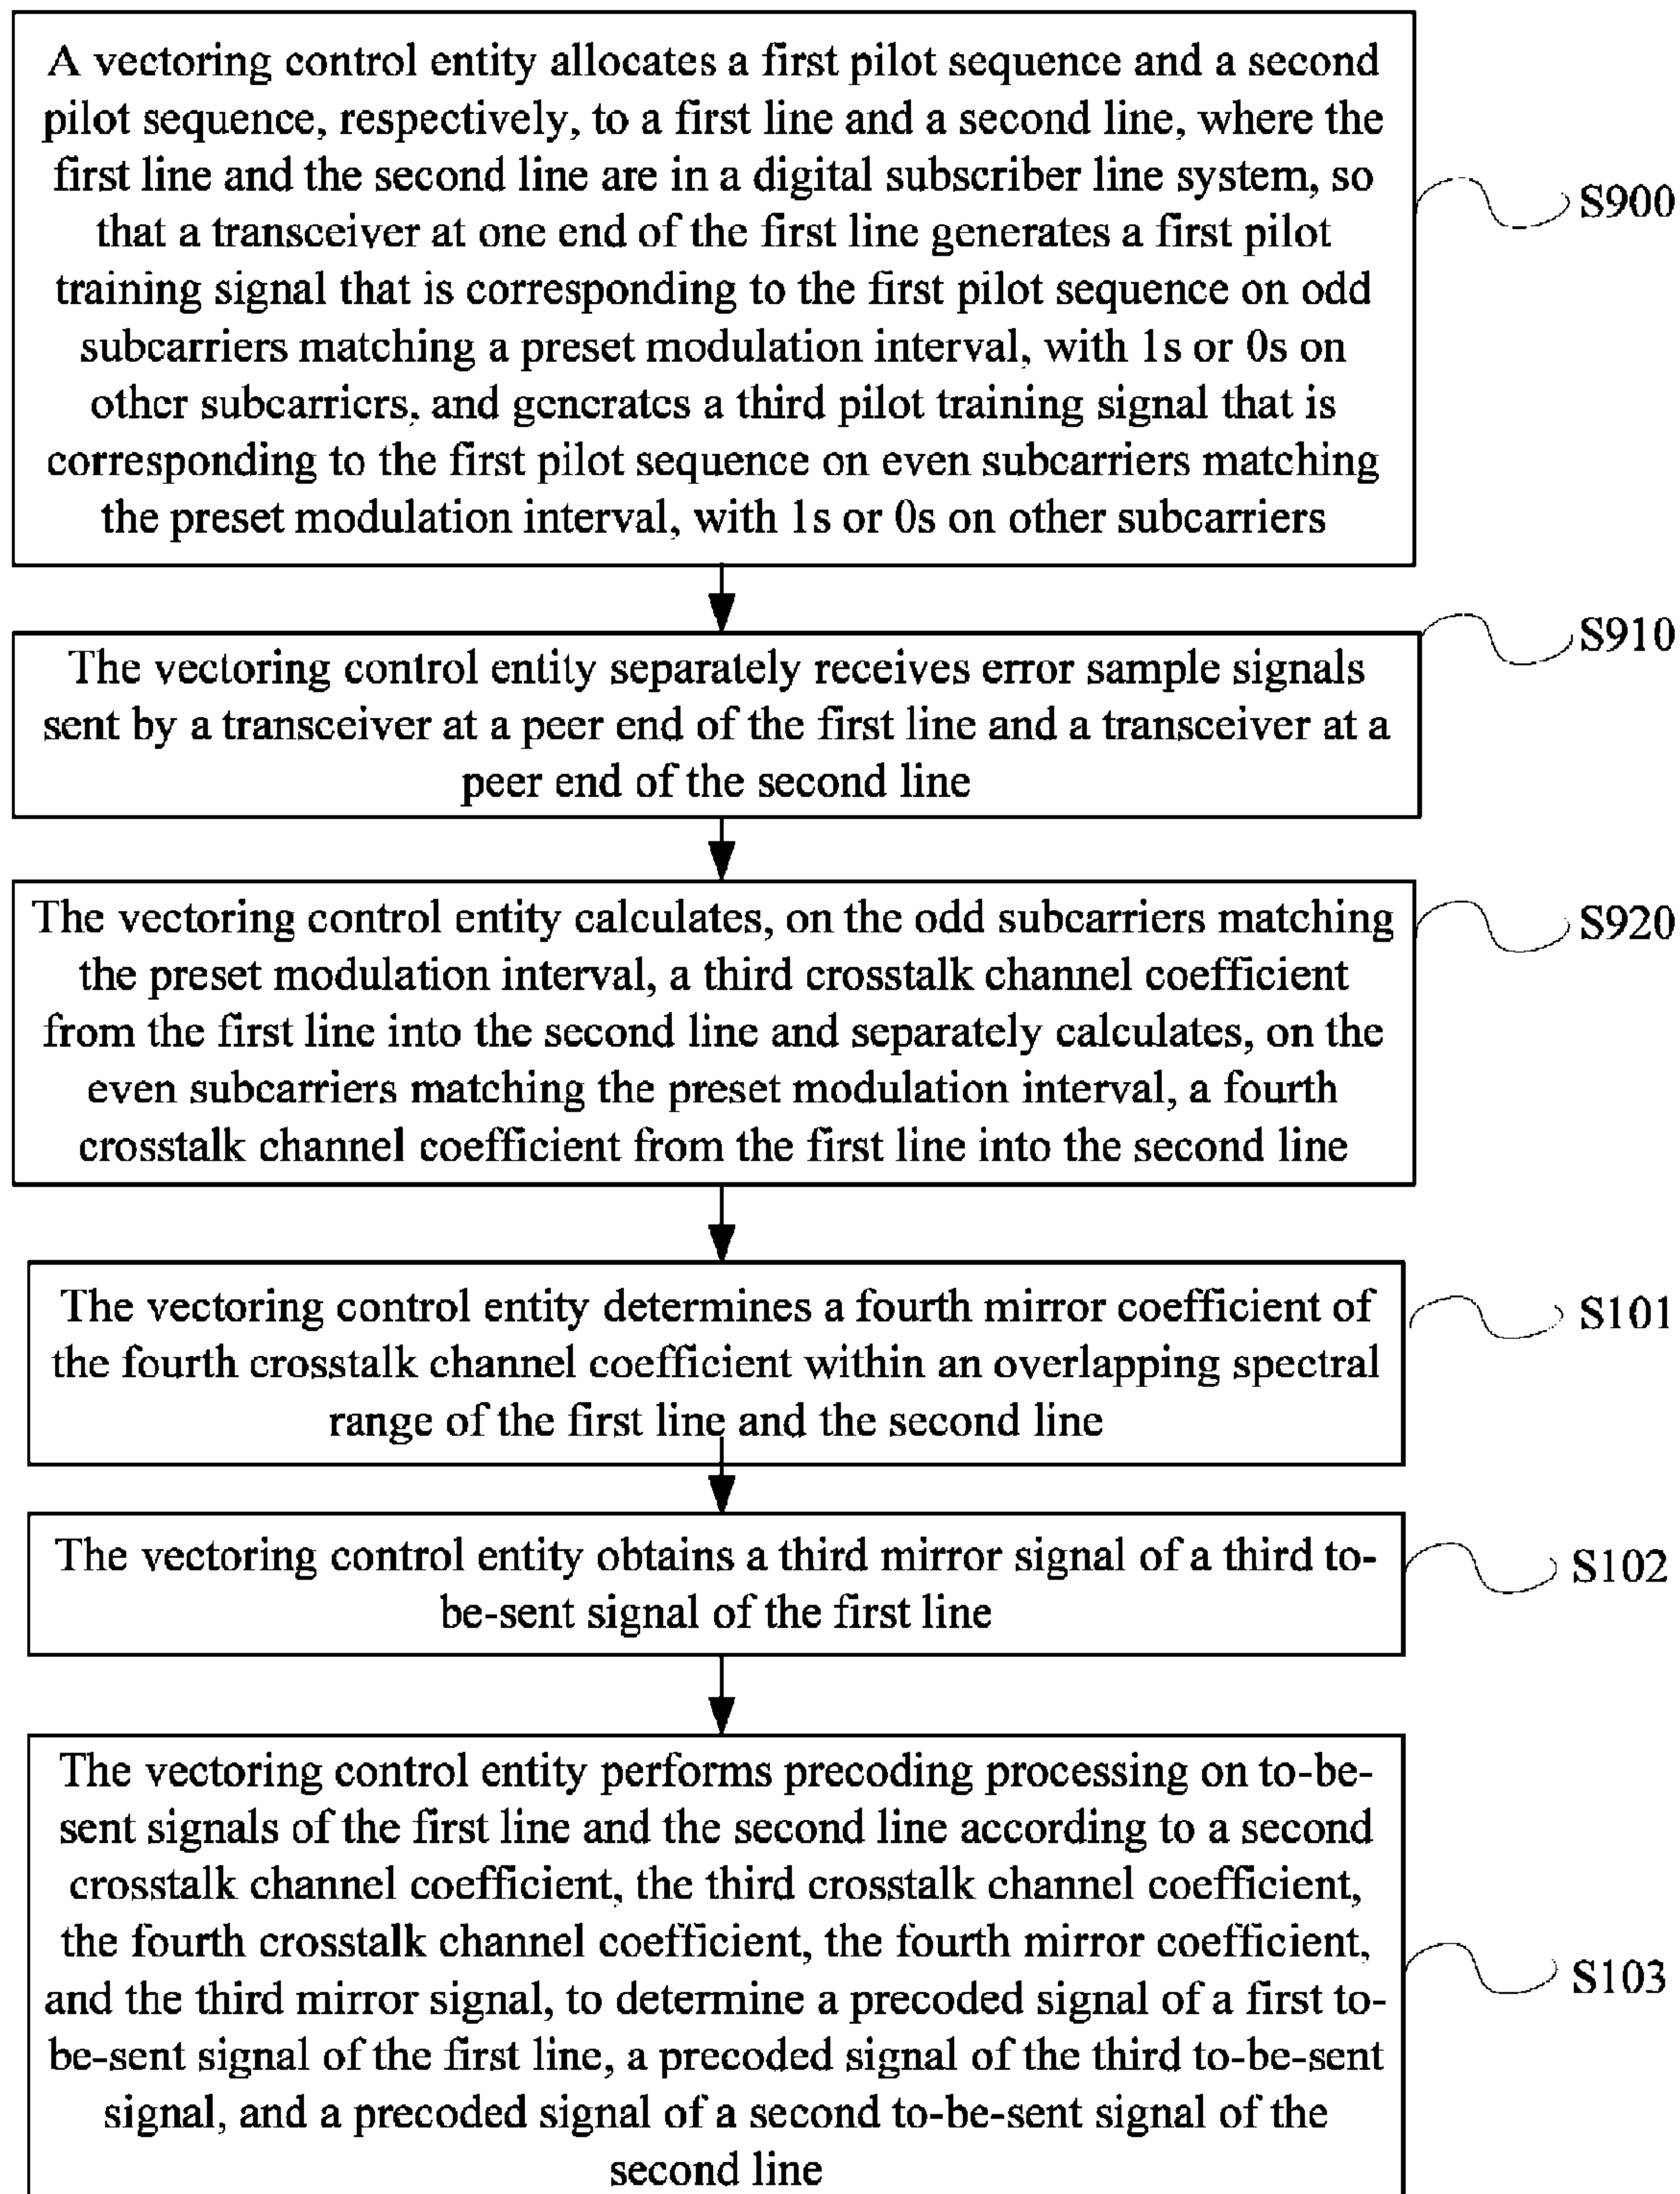 A vectoring control entity allocates a first pilot sequence and a second
pilot sequence, respectively, to a first line and a second line, where the
first line and the second line are in a digital subscriber line system, so
that a transceiver at one end of the first line generates a first pilot
training signal that is corresponding to the first pilot sequence on odd
subcarriers matching a preset modulation interval, with 1s or 0s on
other subcarriers, and generates a third pilot training signal that is
corresponding to the first pilot sequence on even subcarriers matching
the preset modulation interval, with 1s or 0s on other subcarriers
S900
The vectoring control entity separately receives error sample signals
sent by a transceiver at a peer end of the first line and a transceiver at a
peer end of the second line
S910
The vectoring control entity calculates, on the odd subcarriers matching
the preset modulation interval, a third crosstalk channel coefficient
from the first line into the second line and separately calculates, on the
even subcarriers matching the preset modulation interval, a fourth
crosstalk channel coefficient from the first line into the second line
S920
The vectoring control entity determines a fourth mirror coefficient of
the fourth crosstalk channel coefficient within an overlapping spectral
range of the first line and the second line
S101
The vectoring control entity obtains a third mirror signal of a third to-
be-sent signal of the first line
S102
The vectoring control entity performs precoding processing on to-be-
sent signals of the first line and the second line according to a second
crosstalk channel coefficient, the third crosstalk channel coefficient,
the fourth crosstalk channel coefficient, the fourth mirror coefficient,
and the third mirror signal, to determine a precoded signal of a first to-
be-sent signal of the first line, a precoded signal of the third to-be-sent
signal, and a precoded signal of a second to-be-sent signal of the
second line
S103